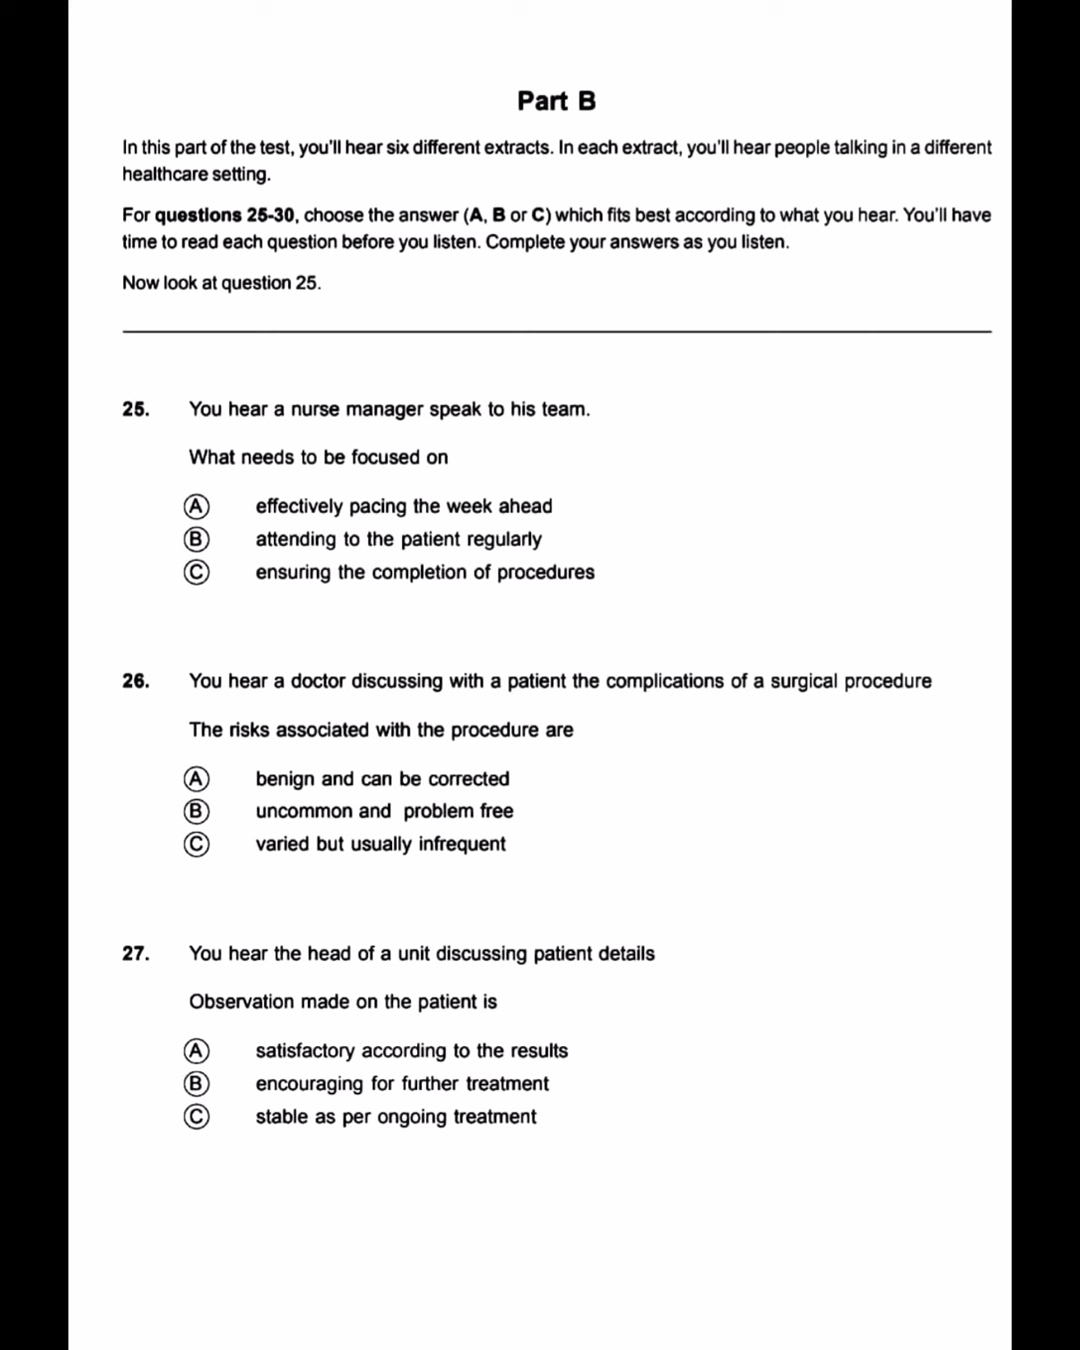 Part B
In this part of the test, you'll hear six different extracts. In each extract, you'll hear people talking in a different
healthcare setting.
For questions 25-30, choose the answer (A, B or C) which fits best according to what you hear. You'll have
time to read each question before you listen. Complete your answers as you listen.
Now look at question 25.
25. You hear a nurse manager speak to his team.
What needs to be focused on
A effectively pacing the week ahead
B attending to the patient regularly
C ensuring the completion of procedures
26. You hear a doctor discussing with a patient the complications of a surgical procedure
The risks associated with the procedure are
A benign and can be corrected
B uncommon and problem free
C varied but usually infrequent
27. You hear the head of a unit discussing patient details
Observation made on the patient is
A satisfactory according to the results
B encouraging for further treatment
C stable as per ongoing treatment